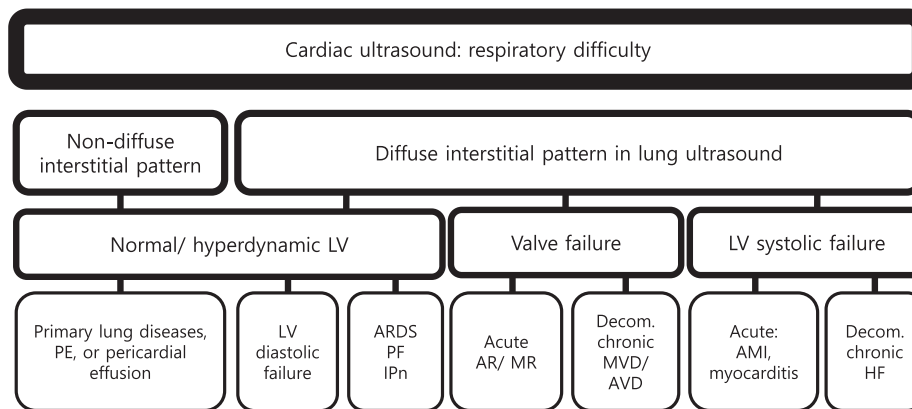 Cardiac ultrasound: respiratory difficulty
Non-diffuse
interstitial pattern
Diffuse interstitial pattern in lung ultrasound
Normal/ hyperdynamic LV
Valve failure
LV systolic failure
Primary lung diseases,
PE, or pericardial
effusion
LV
diastolic
failure
ARDS
PF
IPn
Acute
AR/ MR
Decom.
chronic
MVD/
AVD
Acute:
AMI,
myocarditis
Decom.
chronic
HF